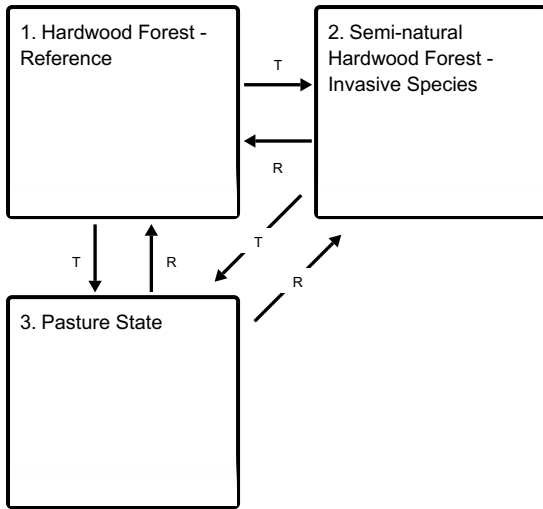 1. Hardwood Forest -
Reference
2. Semi-natural
Hardwood Forest -
Invasive Species
T
R
T
R
T
R
3. Pasture State